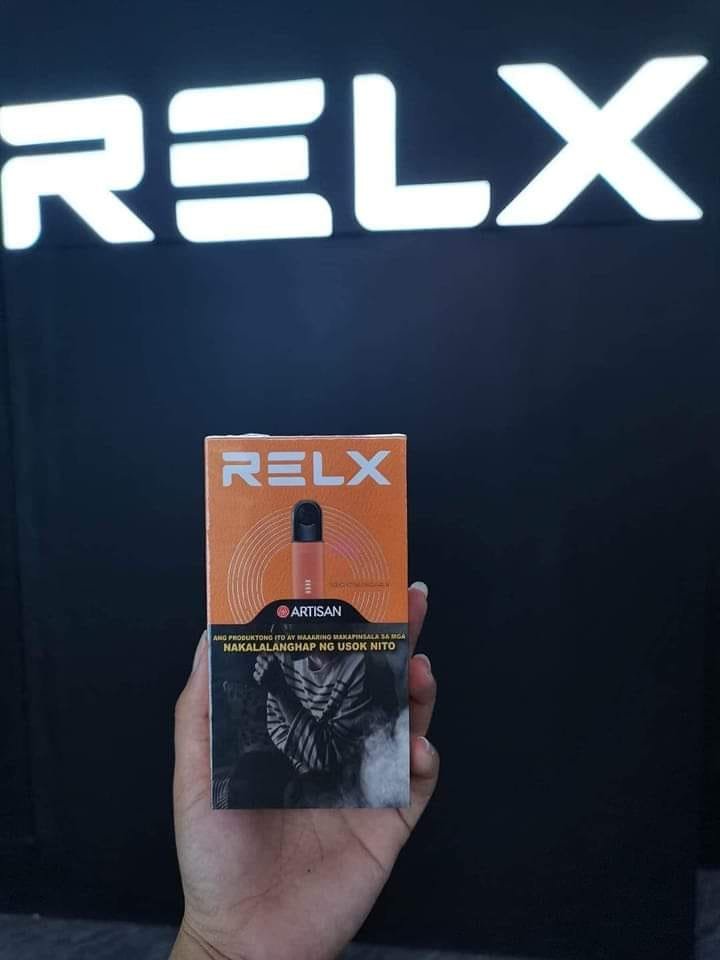 RELX
RELX
ARTISAN
ANG PRODUKTONG ITO AY MAAARING MAKAPINSALA SA MGA
NAKALALANGHAP NG USOK NITO